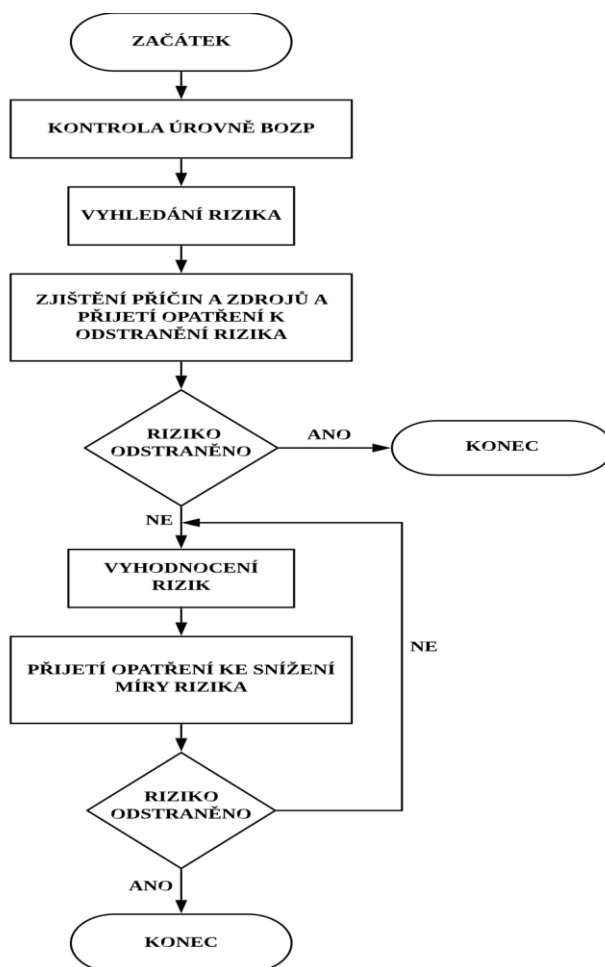 ZAČÁTEK
KONTROLA ÚROVNĚ BOZP
VYHLEDÁNÍ RIZIKA
ZJIŠTĚNÍ PŘÍČIN A ZDROJŮ A
PŘIJETÍ OPATŘENÍ K
ODSTRANĚNÍ RIZIKA
RIZIKO
ODSTRANĚNO
ANO
KONEC
NE
VYHODNOCENÍ
RIZIK
NE
PŘIJETÍ OPATŘENÍ KE SNÍŽENÍ
MÍRY RIZIKA
RIZIKO
ODSTRANĚNO
ANO
KONEC